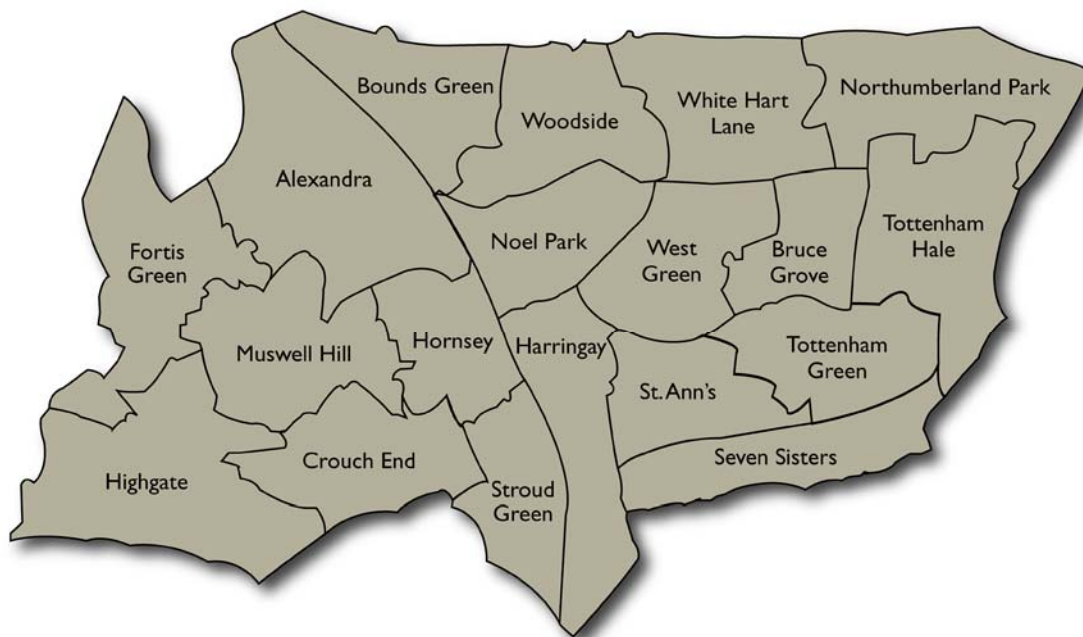 Bounds Green
Woodside
White Hart
Lane
Northumberland Park
Alexandra
Fortis
Green
Noel Park
West
Green
Bruce
Grove
Tottenham
Hale
Muswell Hill
Hornsey
Harringay
Tottenham
Green
St. Ann's
Highgate
Crouch End
Stroud
Green
Seven Sisters